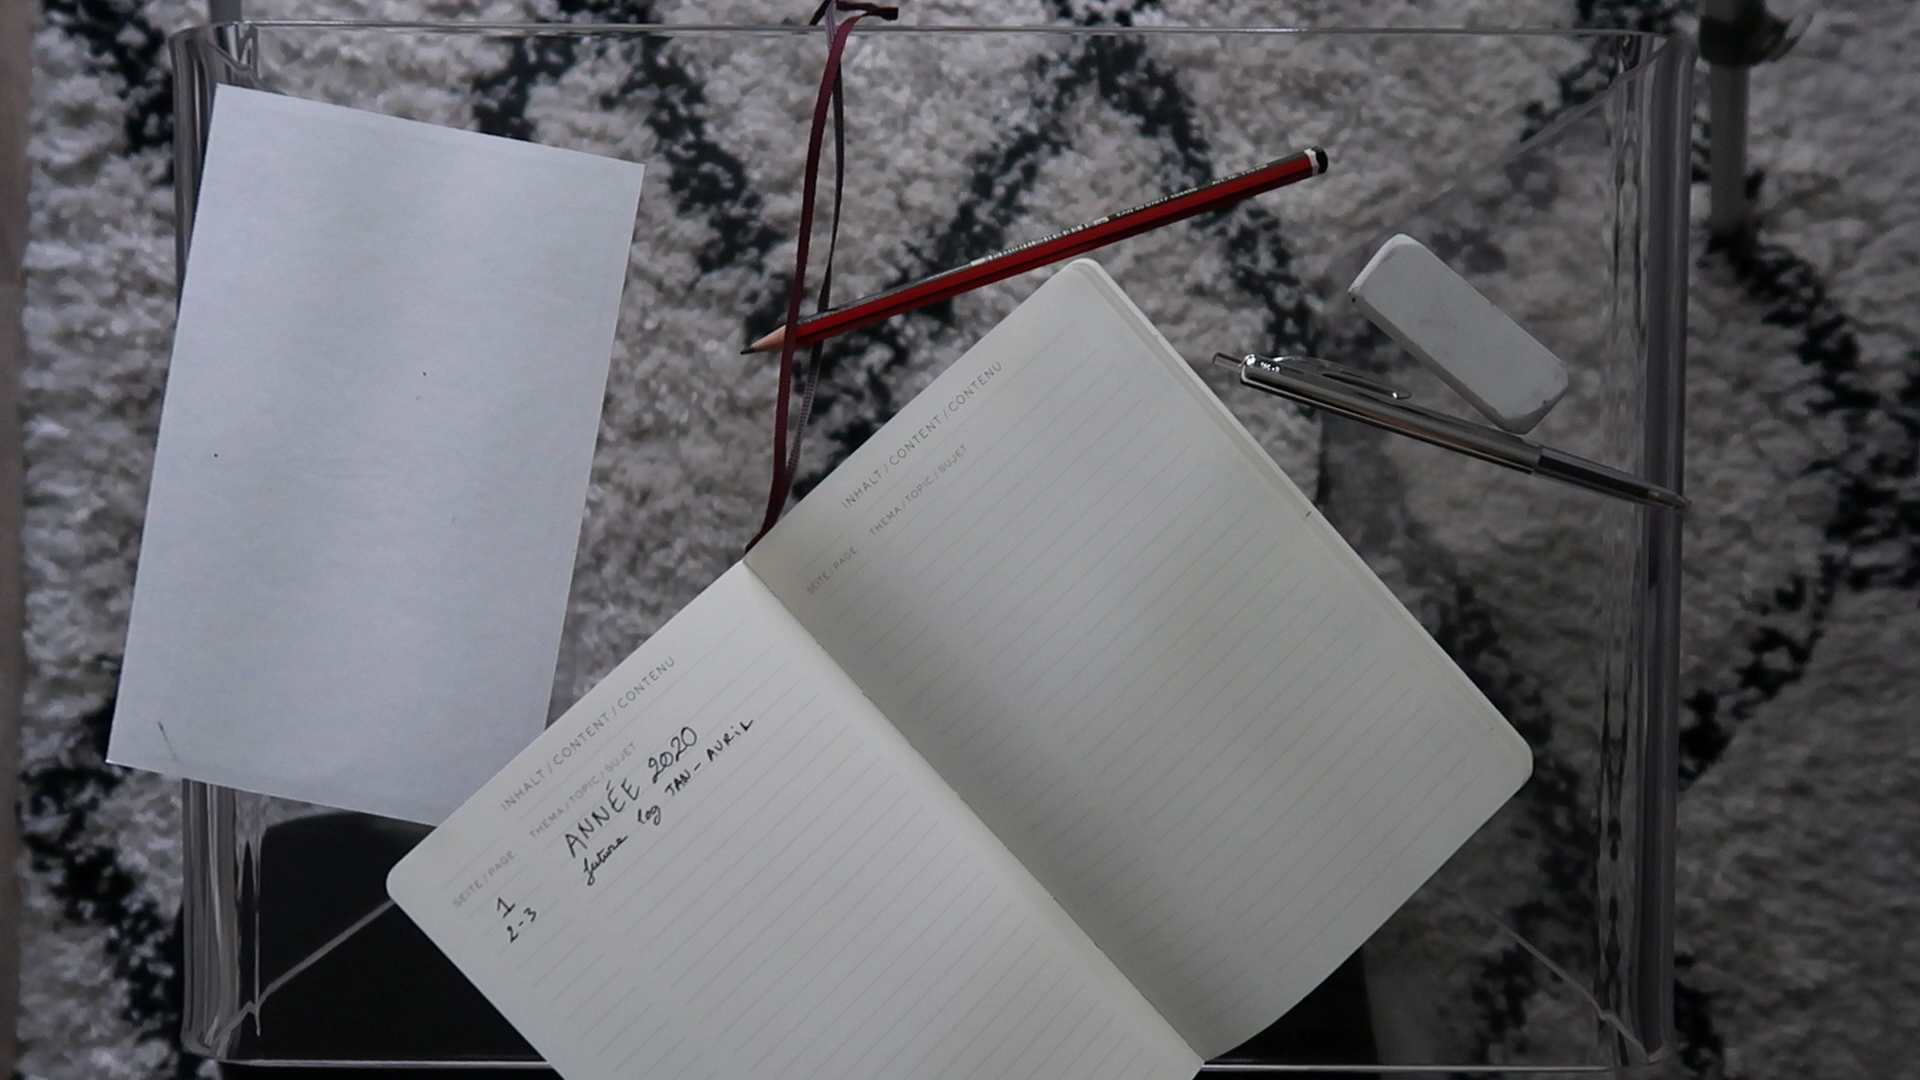 INHALT / CONTENT / CONTENU
SEITE / PAGE THEMA / TOPIC / SUJET
1 ANNÉE 2020
2-3 future log JAN - AVRIL
INHALT / CONTENT / CONTENU
SEITE / PAGE THEMA / TOPIC / SUJET